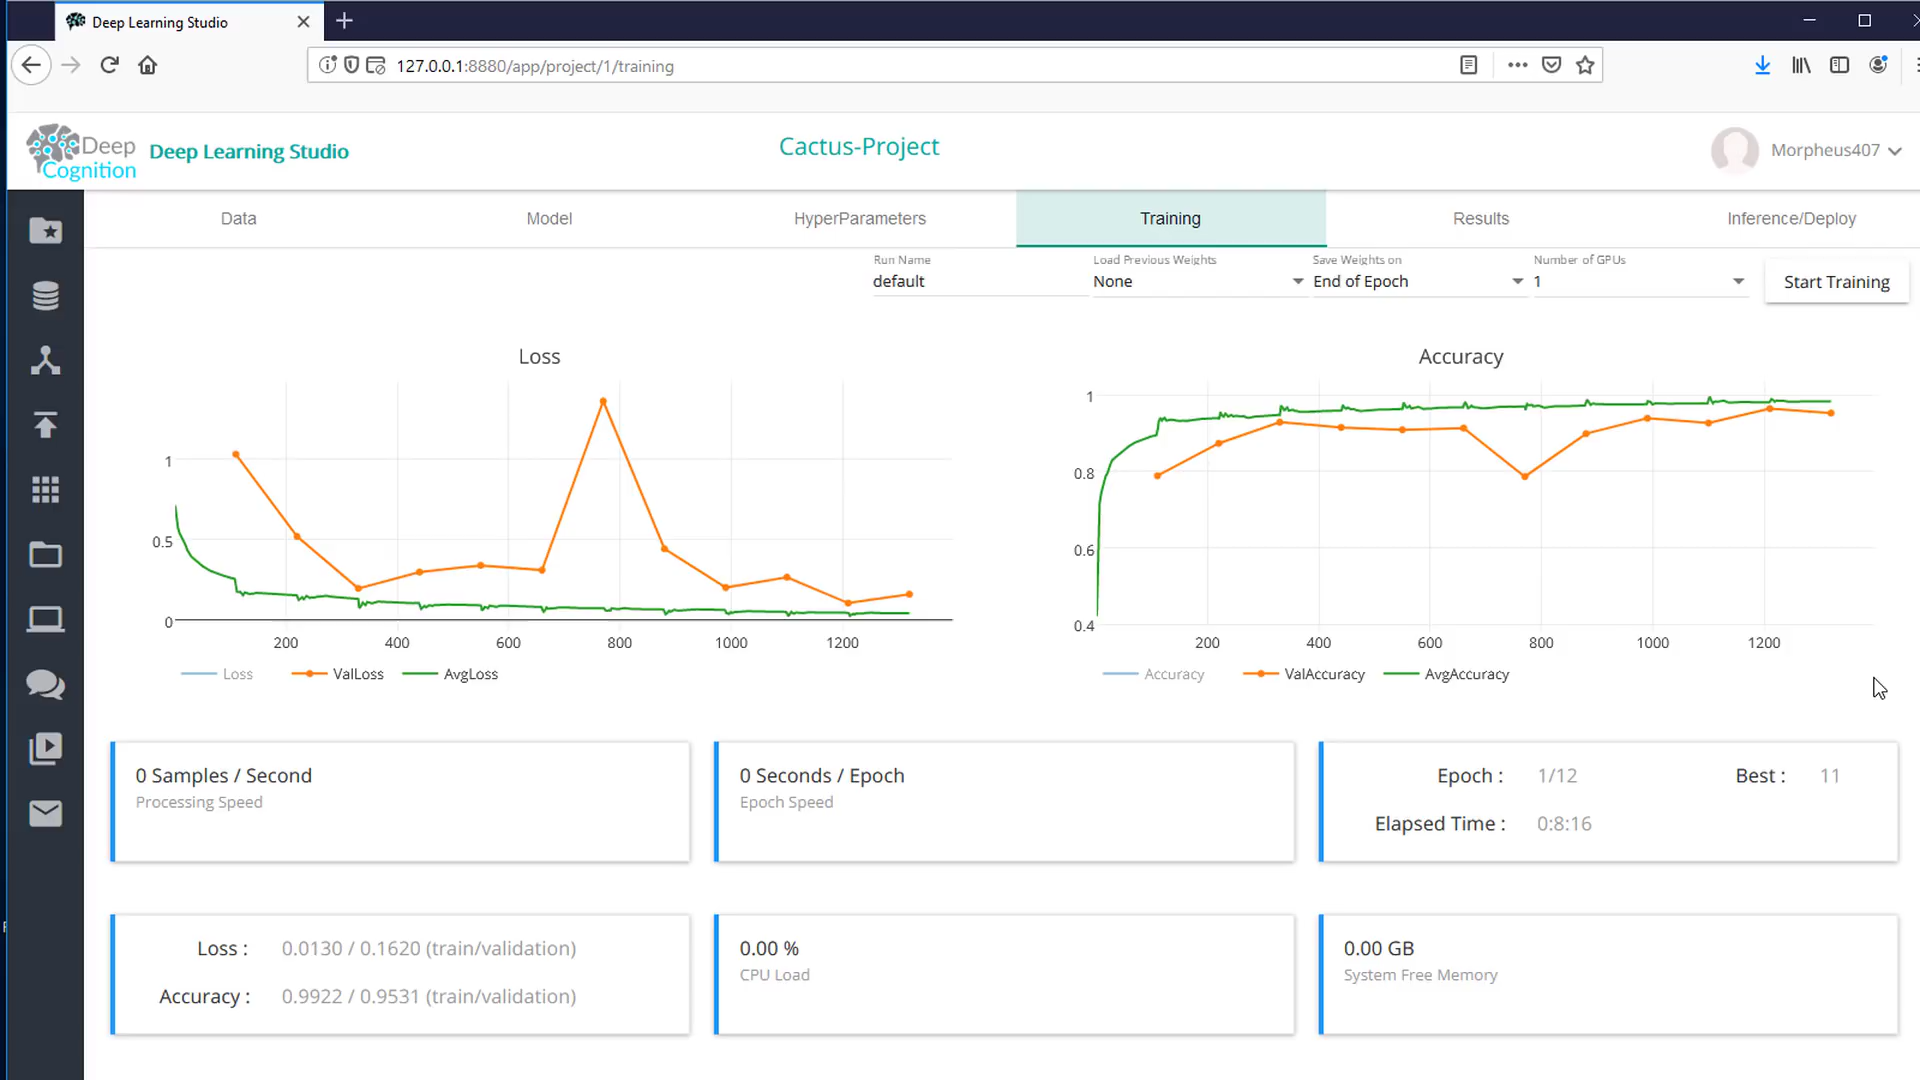 Deep Learning Studio
127.0.0.1:8880/app/project/1/training
Deep
Cognition
Deep Learning Studio
Cactus-Project
Morpheus407
Data Model HyperParameters Training Results Inference/Deploy
Run Name Load Previous Weights Save Weights on Number of GPUs
default None End of Epoch 1 Start Training
Loss
1
0.5
0
200 400 600 800 1000 1200
Loss ValLoss AvgLoss
Accuracy
1
0.8
0.6
0.4
200 400 600 800 1000 1200
Accuracy ValAccuracy AvgAccuracy
0 Samples / Second
Processing Speed
0 Seconds / Epoch
Epoch Speed
Epoch : 1/12 Best : 11
Elapsed Time : 0:8:16
Loss : 0.0130 / 0.1620 (train/validation)
Accuracy : 0.9922 / 0.9531 (train/validation)
0.00 %
CPU Load
0.00 GB
System Free Memory